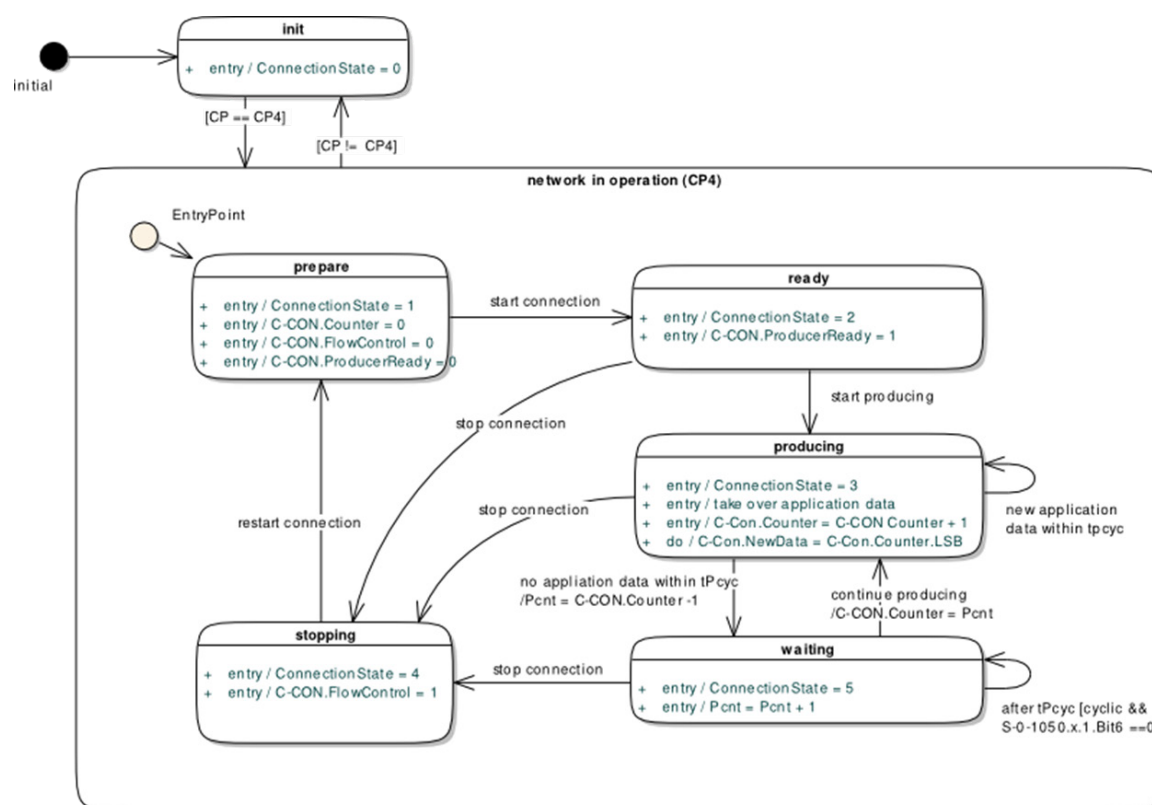 init
+ entry / ConnectionState = 0
initial
[CP == CP4]
[CP != CP4]
network in operation (CP4)
EntryPoint
prepare
+ entry / ConnectionState = 1
+ entry / C-CON.Counter = 0
+ entry / C-CON.FlowControl = 0
+ entry / C-CON.ProducerReady = 0
start connection
ready
+ entry / ConnectionState = 2
+ entry / C-CON.ProducerReady = 1
stop connection
start producing
producing
+ entry / ConnectionState = 3
+ entry / take over application data
+ entry / C-Con.Counter = C-CON Counter + 1
+ do / C-Con.NewData = C-Con.Counter.LSB
new application
data within tpcyc
stop connection
restart connection
no appliation data within tPcyc
/Pcnt = C-CON.Counter -1
continue producing
/C-CON.Counter = Pcnt
stopping
+ entry / ConnectionState = 4
+ entry / C-CON.FlowControl = 1
stop connection
waiting
+ entry / ConnectionState = 5
+ entry / Pcnt = Pcnt + 1
after tPcyc [cyclic &&
S-0-1050.x.1.Bit6 ==0